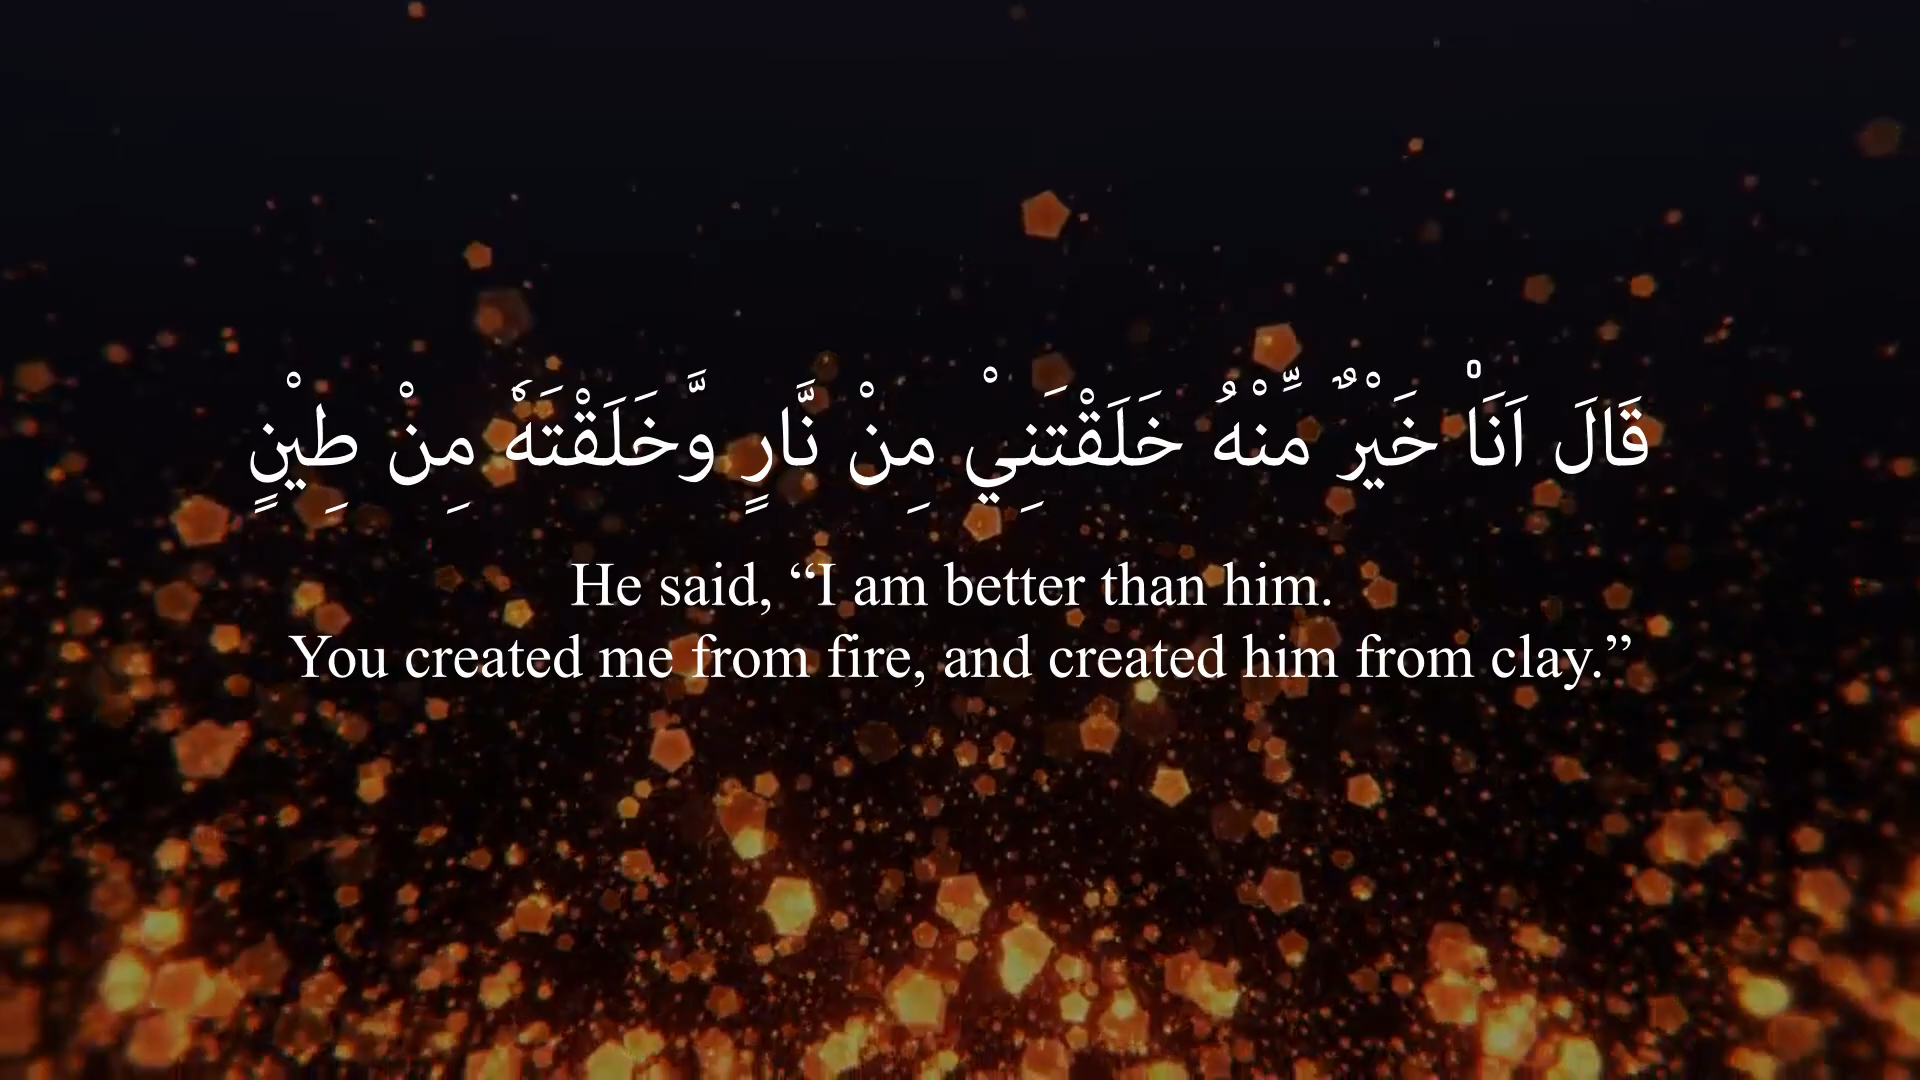 قَالَ اَنَا۠ خَيْرٌ مِّنْهُ خَلَقْتَنِيْ مِنْ نَّارٍ وَّخَلَقْتَهٗ مِنْ طِيْنٍ
He said, “I am better than him.
You created me from fire, and created him from clay.”